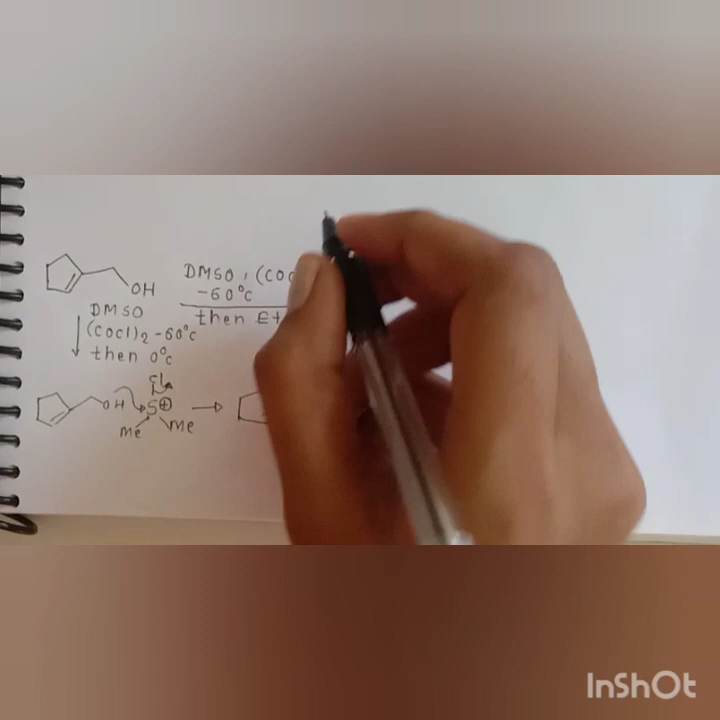 OH
DMSO, (COC
-60°C
then Et
DMSO
(COCl)2 -60°C
then 0°C
Cl
OH S⊕
Me Me
InShOt